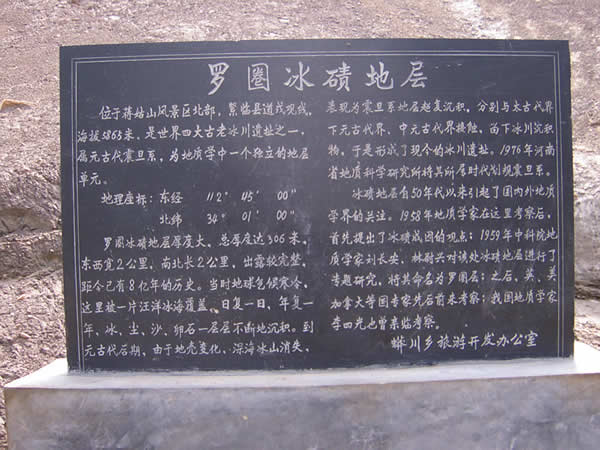 罗圈冰碛地层
位于蒋姑山风景区北部，紧临县道戎现线，
海拔5863米，是世界四大古老冰川遗址之一，
属元古代震旦系，为地质学中一个独立的地层
单元。
地理座标：东经 112° 45′ 00″
北纬 34° 01′ 00″
罗圈冰碛地层厚度大，总厚度达306米，
东西宽2公里，南北长2公里，出露较完整，
距今已有8亿年的历史。当时地球气候寒冷，
这里被一片汪洋冰海覆盖，日复一日，年复一
年，冰、尘、沙、卵石一层层不断地沉积。到
元古代后期，由于地壳变化，深海冰山消失，
表现为震旦系地层超复沉积，分别与太古代界
下元古代界、中元古代界接触，留下冰川沉积
物，于是形成了现今的冰川遗址。1976年河南
省地质科学研究所将其所属时代划规震旦系。
冰碛地层自50年代以来引起了国内外地质
学界的关注。1958年地质学家在这里考察后，
首先提出了冰碛成因的观点；1959年中科院地
质学家刘长安、林蔚兴对该处冰碛地层进行了
专题研究，将其命名为罗圈层；之后，英、美
加拿大等国专家先后前来考察；我国地质学家
李四光也曾亲临考察。
蟒川乡旅游开发办公室